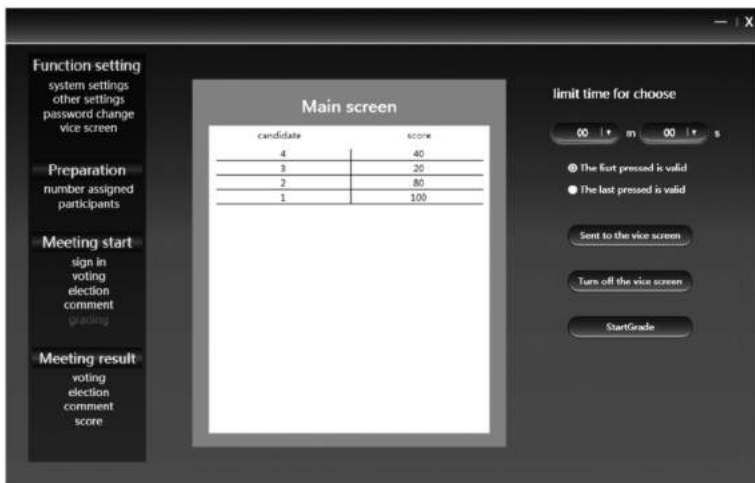 — | X
Function setting
system settings
other settings
password change
vice screen
Preparation
number assigned
participants
Meeting start
sign in
voting
election
comment
grading
Meeting result
voting
election
comment
score
Main screen
candidate score
4 40
3 20
2 80
1 100
limit time for choose
00 m 00 s
The fisrt pressed is valid
The last pressed is valid
Sent to the vice screen
Turn off the vice screen
StartGrade